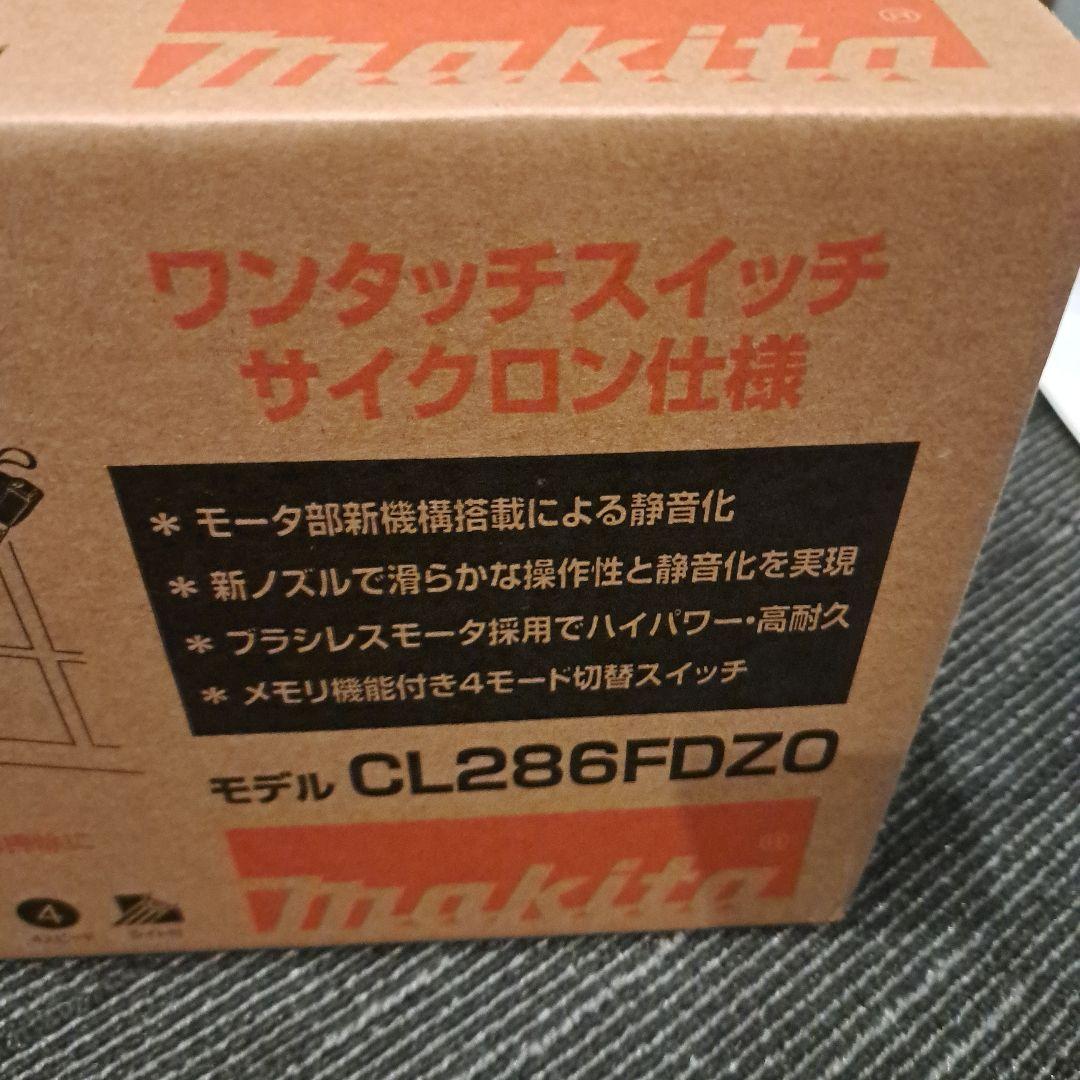 makita
ワンタッチスイッチ
サイクロン仕様
* モータ部新機構搭載による静音化
* 新ノズルで滑らかな操作性と静音化を実現
* ブラシレスモータ採用でハイパワー・高耐久
* メモリ機能付き4モード切替スイッチ
モデル CL286FDZO
makita
4